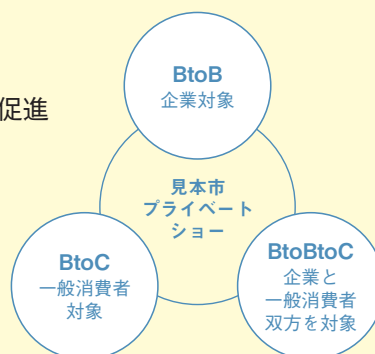 BtoB
企業対象
促進
見本市
プライベート
ショー
BtoC
一般消費者
対象
BtoBtoC
企業と
一般消費者
双方を対象